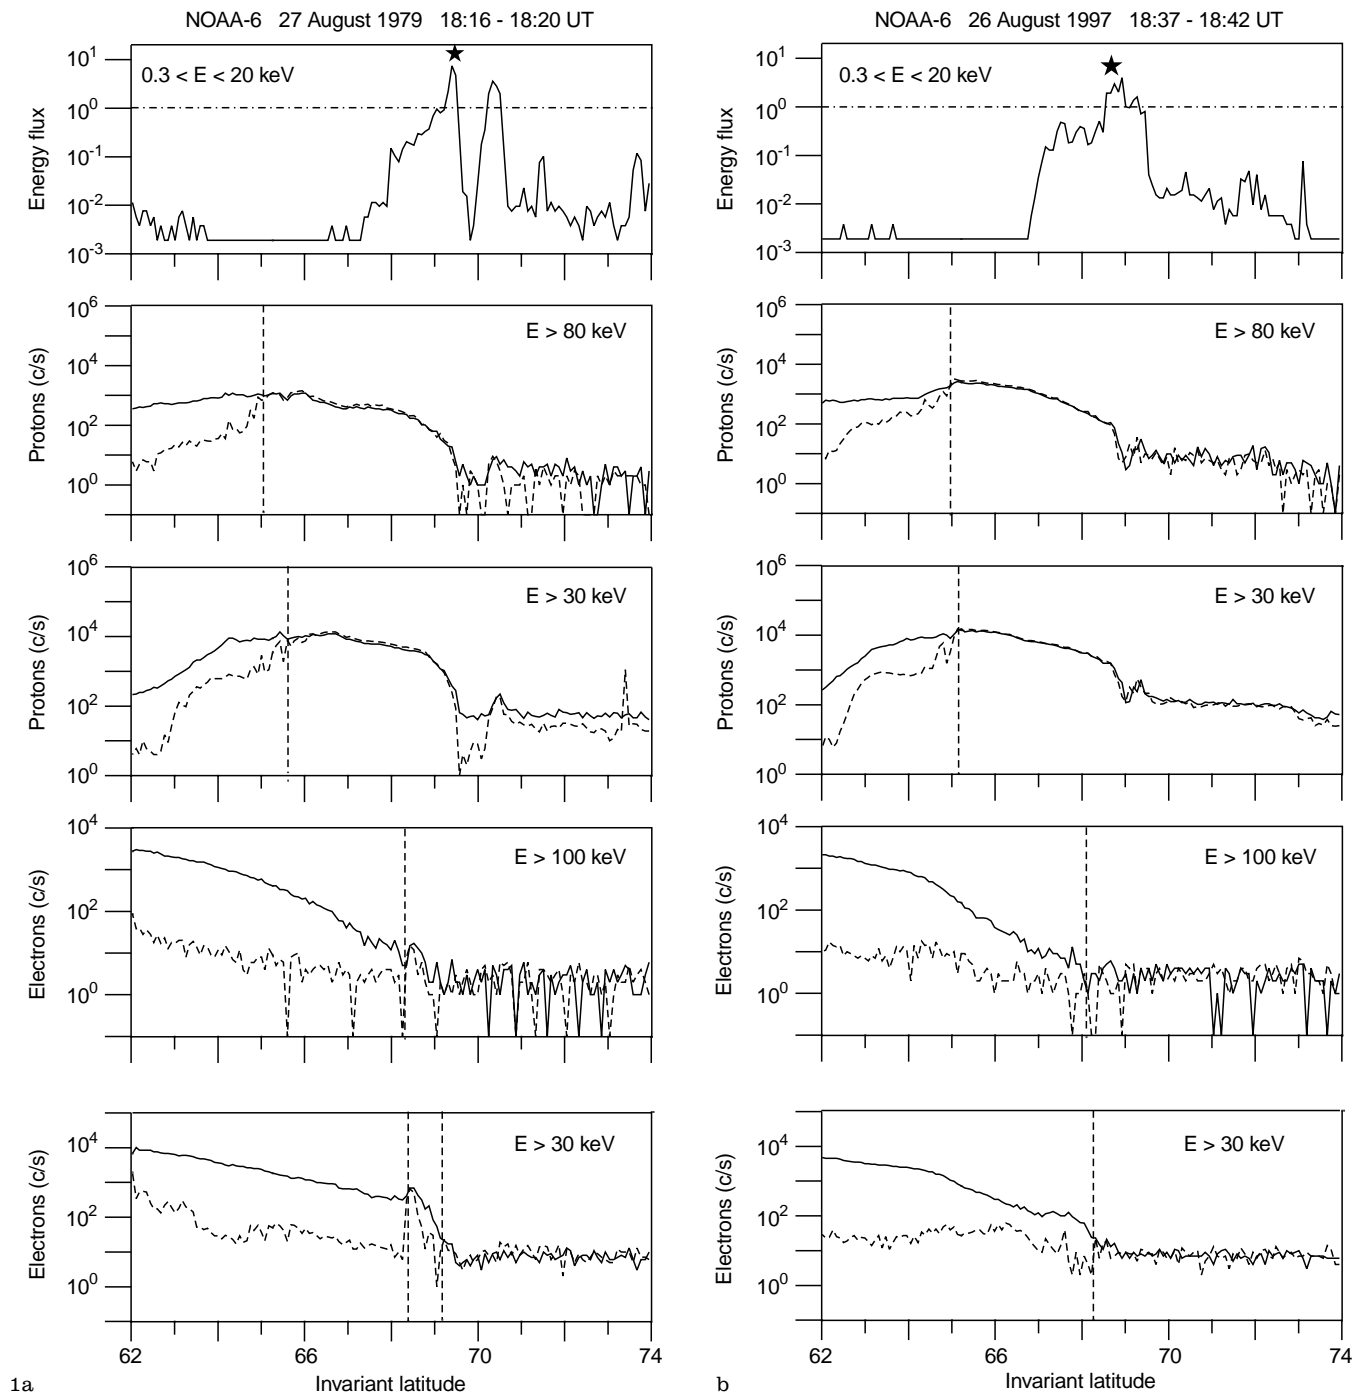 NOAA-6 27 August 1979 18:16 - 18:20 UT
10^1
10^0
10^-1
10^-2
10^-3
Energy flux
0.3 < E < 20 keV
10^6
10^4
10^2
10^0
Protons (c/s)
E > 80 keV
10^6
10^4
10^2
10^0
Protons (c/s)
E > 30 keV
10^4
10^2
10^0
Electrons (c/s)
E > 100 keV
10^4
10^2
10^0
Electrons (c/s)
E > 30 keV
62 66 70 74
Invariant latitude
1a
NOAA-6 26 August 1997 18:37 - 18:42 UT
10^1
10^0
10^-1
10^-2
10^-3
Energy flux
0.3 < E < 20 keV
10^6
10^4
10^2
10^0
Protons (c/s)
E > 80 keV
10^6
10^4
10^2
10^0
Protons (c/s)
E > 30 keV
10^4
10^2
10^0
Electrons (c/s)
E > 100 keV
10^4
10^2
10^0
Electrons (c/s)
E > 30 keV
62 66 70 74
Invariant latitude
b